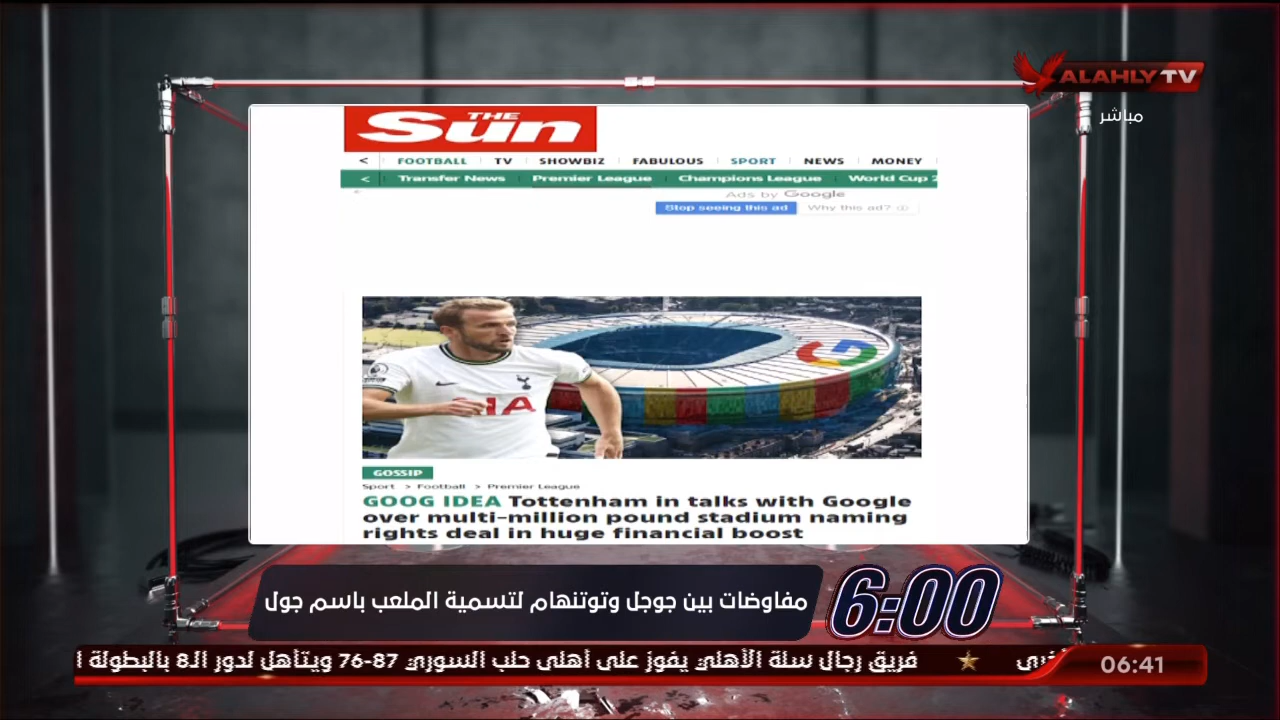 ALAHLY TV
مباشر
THE Sun
< FOOTBALL TV SHOWBIZ FABULOUS SPORT NEWS MONEY
< Transfer News Premier League Champions League World Cup
Ads by Google
Stop seeing this ad Why this ad?
AIA
GOSSIP
Sport > Football > Premier League
GOOG IDEA Tottenham in talks with Google
over multi-million pound stadium naming
rights deal in huge financial boost
مفاوضات بين جوجل وتوتنهام لتسمية الملعب باسم جول
6:00
فريق رجال سلة الأهلي يفوز على أهلى حلب السوري 87-76 ويتأهل لدور الـ8 بالبطولة
06:41